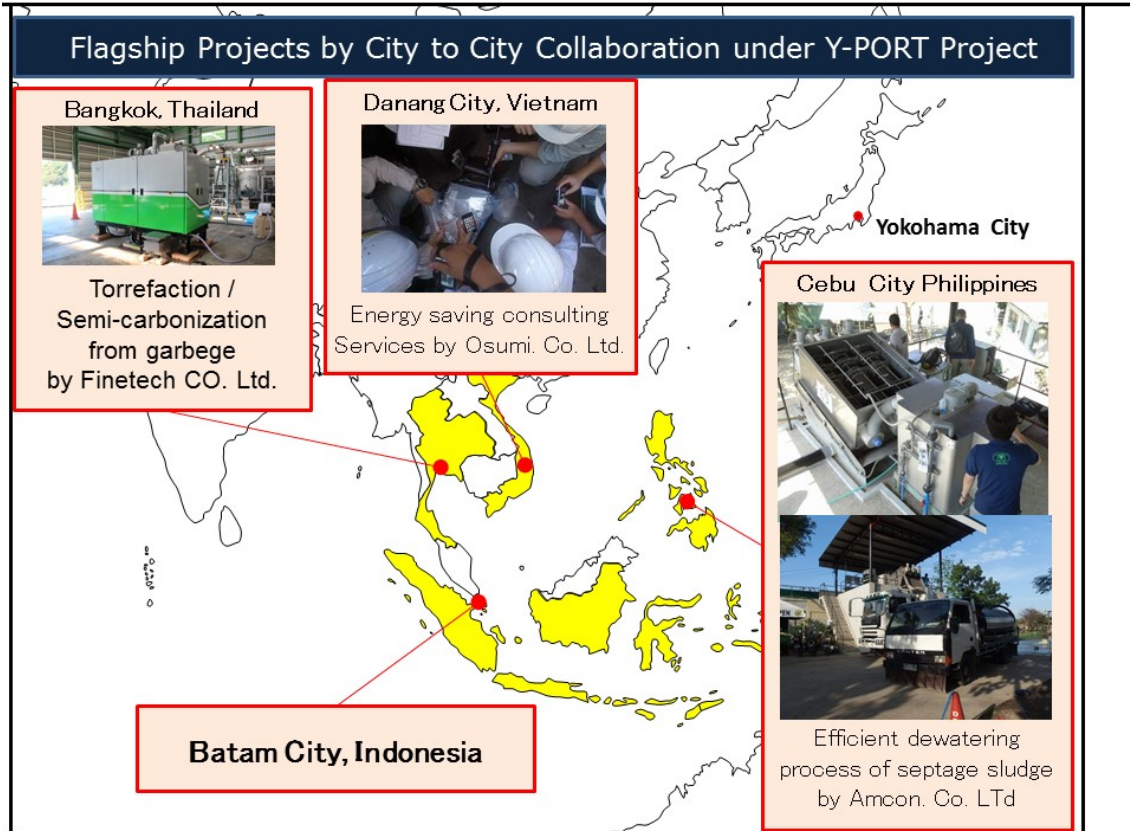 Flagship Projects by City to City Collaboration under Y-PORT Project
Bangkok, Thailand
Torrefaction /
Semi-carbonization
from garbege
by Finetech CO. Ltd.
Danang City, Vietnam
Energy saving consulting
Services by Osumi. Co. Ltd.
Yokohama City
Cebu City Philippines
Efficient dewatering
process of septage sludge
by Amcon. Co. LTd
Batam City, Indonesia